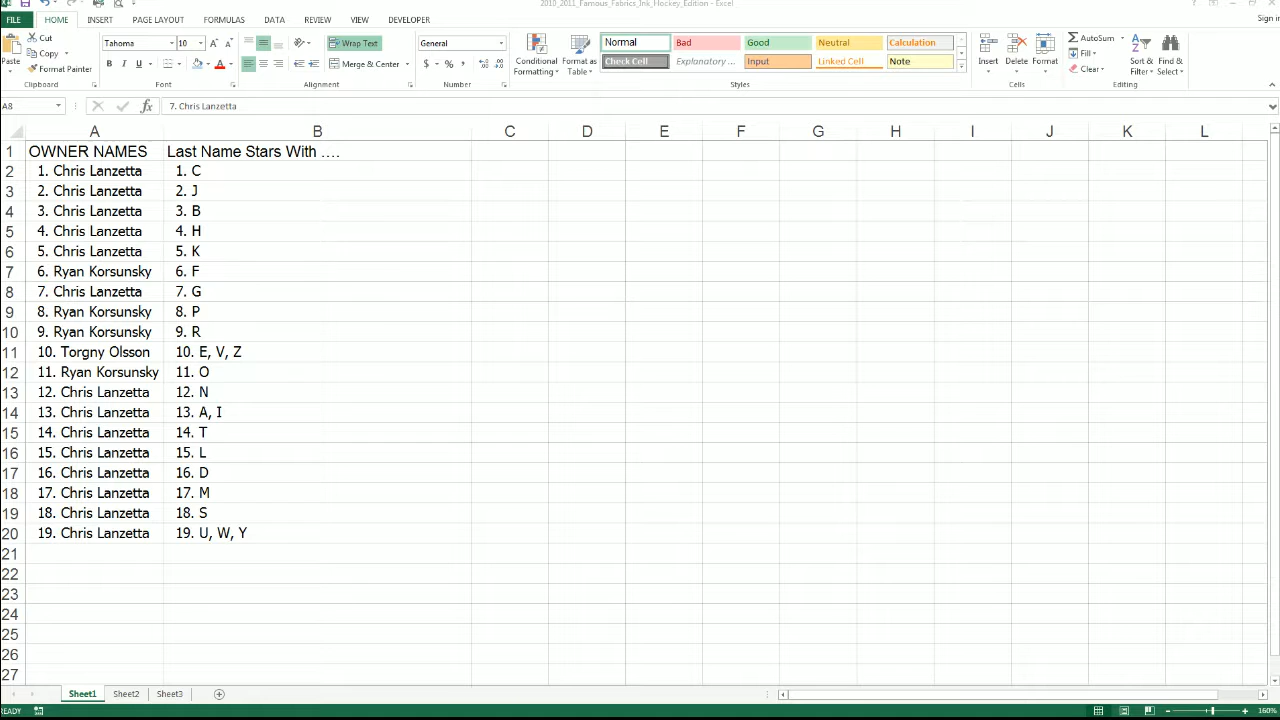 2010_2011_Famous_Fabrics_Ink_Hockey_Edition - Excel
FILE HOME INSERT PAGE LAYOUT FORMULAS DATA REVIEW VIEW DEVELOPER Sign in
Cut
Copy
Format Painter
Paste
Clipboard
Tahoma 10
B I U
Font
Wrap Text
Merge & Center
Alignment
General
$ % ,
Number
Conditional Formatting
Format as Table
Normal Bad Good Neutral Calculation
Check Cell Explanatory ... Input Linked Cell Note
Styles
Insert Delete Format
Cells
AutoSum
Fill
Clear
Sort & Filter
Find & Select
Editing
A8 fx 7. Chris Lanzetta
A B C D E F G H I J K L
1 OWNER NAMES Last Name Stars With ....
2 1. Chris Lanzetta 1. C
3 2. Chris Lanzetta 2. J
4 3. Chris Lanzetta 3. B
5 4. Chris Lanzetta 4. H
6 5. Chris Lanzetta 5. K
7 6. Ryan Korsunsky 6. F
8 7. Chris Lanzetta 7. G
9 8. Ryan Korsunsky 8. P
10 9. Ryan Korsunsky 9. R
11 10. Torgny Olsson 10. E, V, Z
12 11. Ryan Korsunsky 11. O
13 12. Chris Lanzetta 12. N
14 13. Chris Lanzetta 13. A, I
15 14. Chris Lanzetta 14. T
16 15. Chris Lanzetta 15. L
17 16. Chris Lanzetta 16. D
18 17. Chris Lanzetta 17. M
19 18. Chris Lanzetta 18. S
20 19. Chris Lanzetta 19. U, W, Y
21
22
23
24
25
26
27
Sheet1 Sheet2 Sheet3
READY 160%